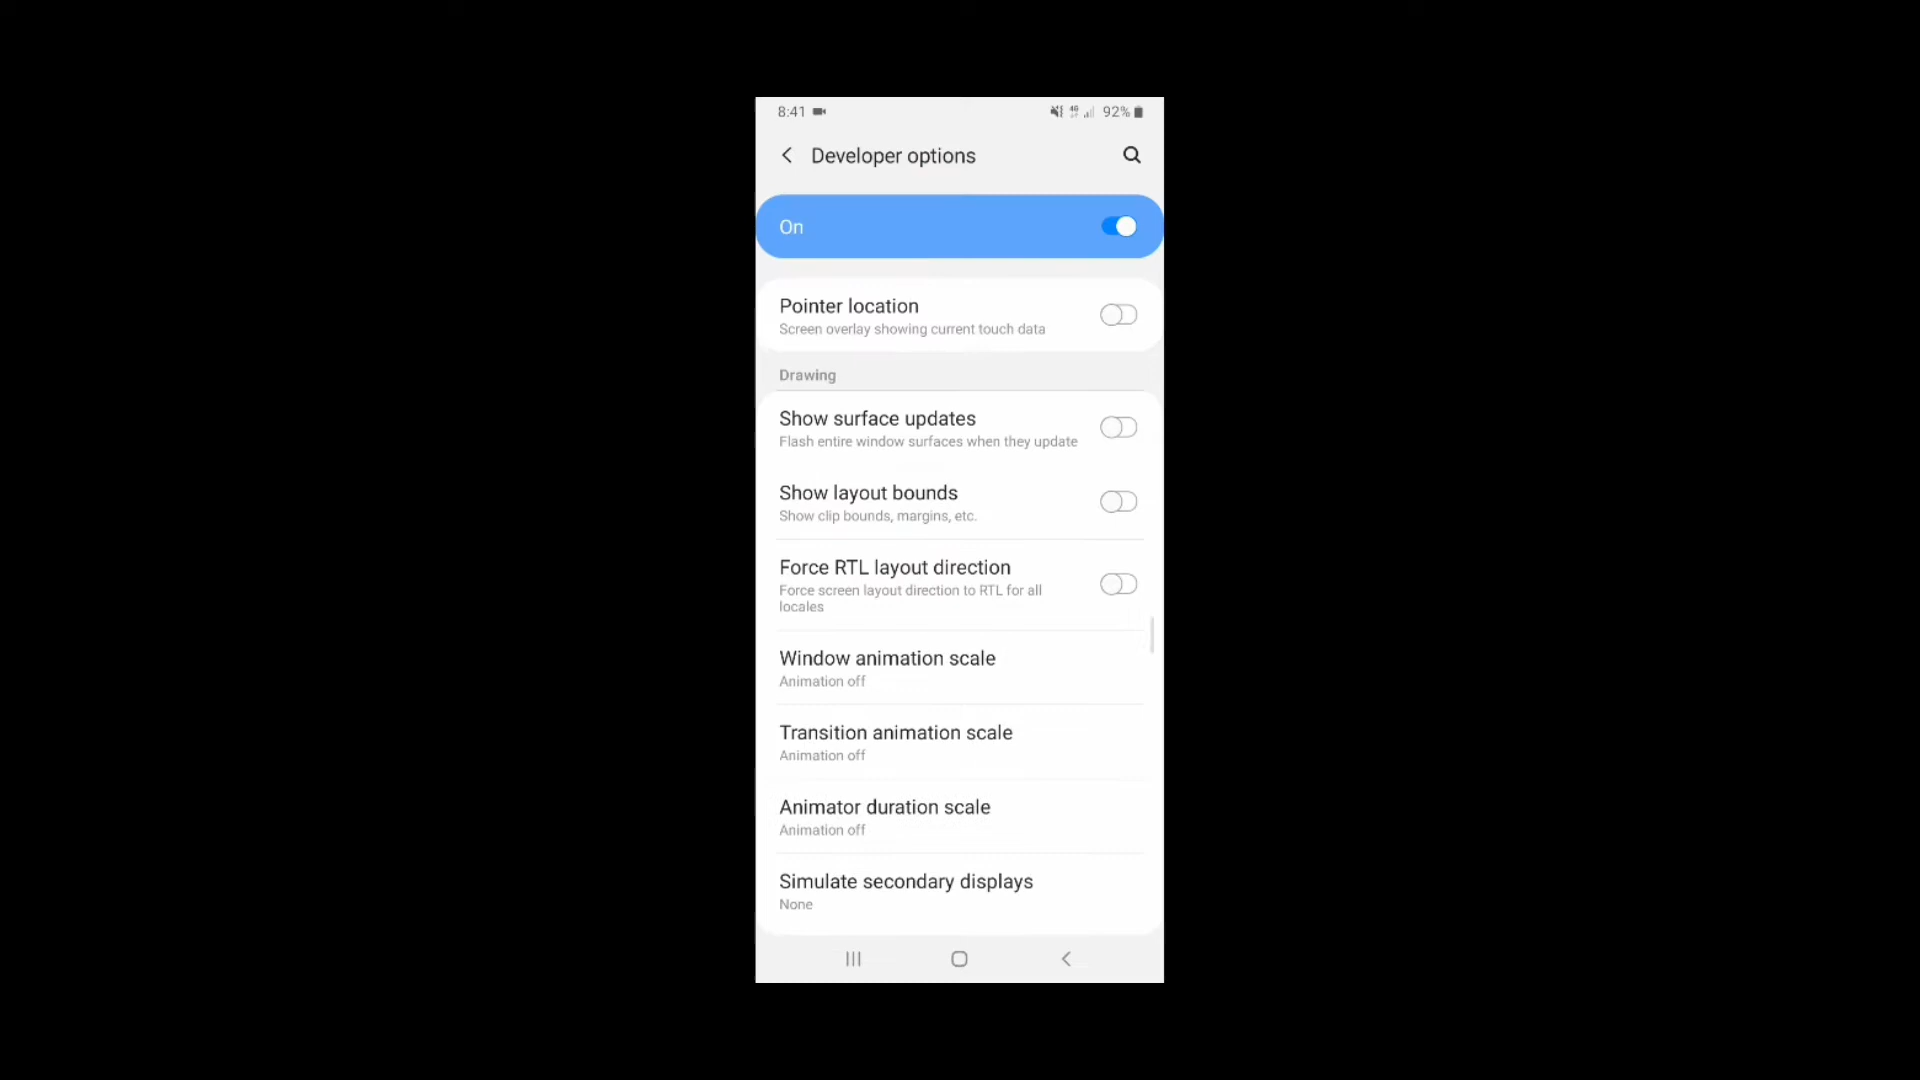 8:41
4G
92%
Developer options
On
Pointer location
Screen overlay showing current touch data
Drawing
Show surface updates
Flash entire window surfaces when they update
Show layout bounds
Show clip bounds, margins, etc.
Force RTL layout direction
Force screen layout direction to RTL for all
locales
Window animation scale
Animation off
Transition animation scale
Animation off
Animator duration scale
Animation off
Simulate secondary displays
None